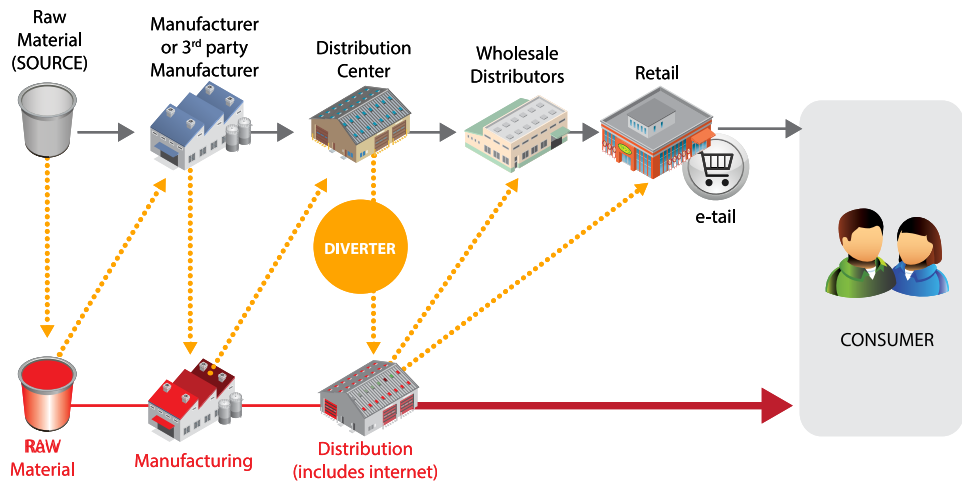 Raw
Material
(SOURCE)
Manufacturer
or 3rd party
Manufacturer
Distribution
Center
Wholesale
Distributors
Retail
e-tail
DIVERTER
CONSUMER
RAW
Material
Manufacturing
Distribution
(includes internet)